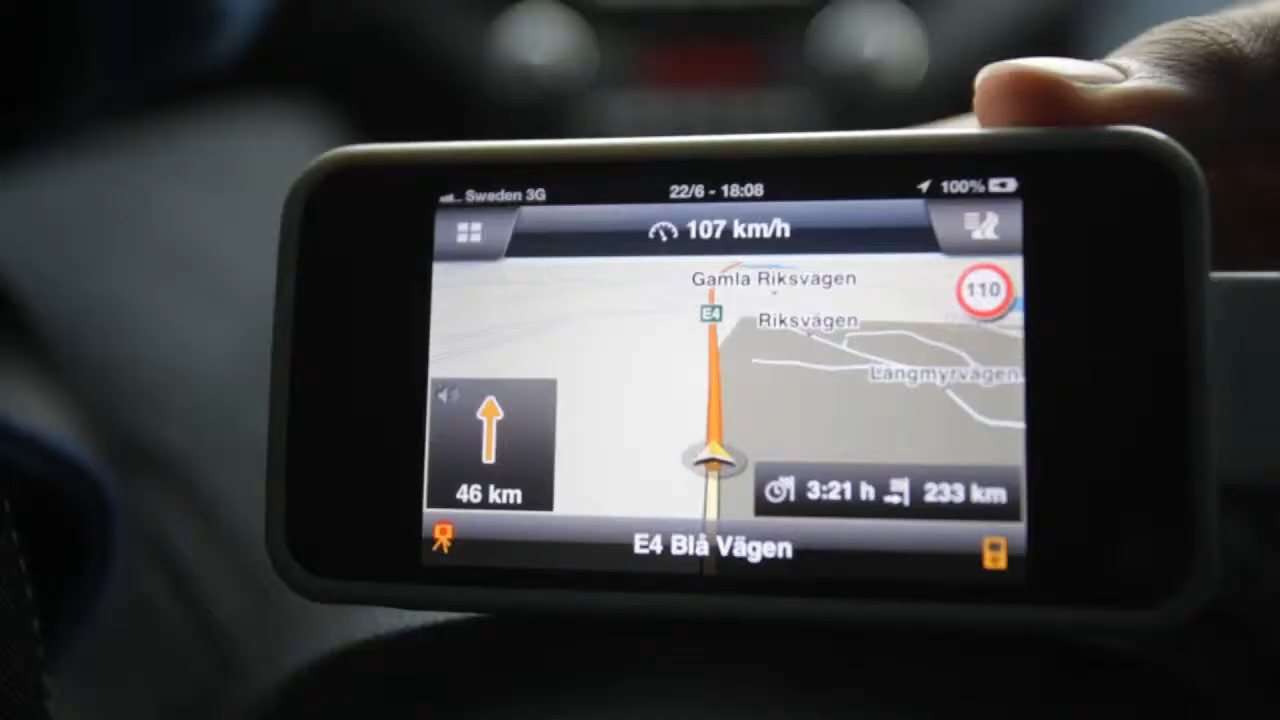 Sweden 3G 22/6 - 18:08 100%
107 km/h
Gamla Riksvägen
110
E4
Riksvägen
Långmyrvägen
46 km
3:21 h 233 km
E4 Blå Vägen